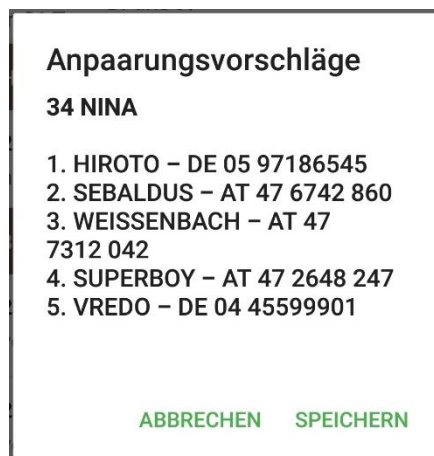 Anpaarungsvorschläge
34 NINA
1. HIROTO – DE 05 97186545
2. SEBALDUS – AT 47 6742 860
3. WEISSENBACH – AT 47
7312 042
4. SUPERBOY – AT 47 2648 247
5. VREDO – DE 04 45599901
ABBRECHEN SPEICHERN